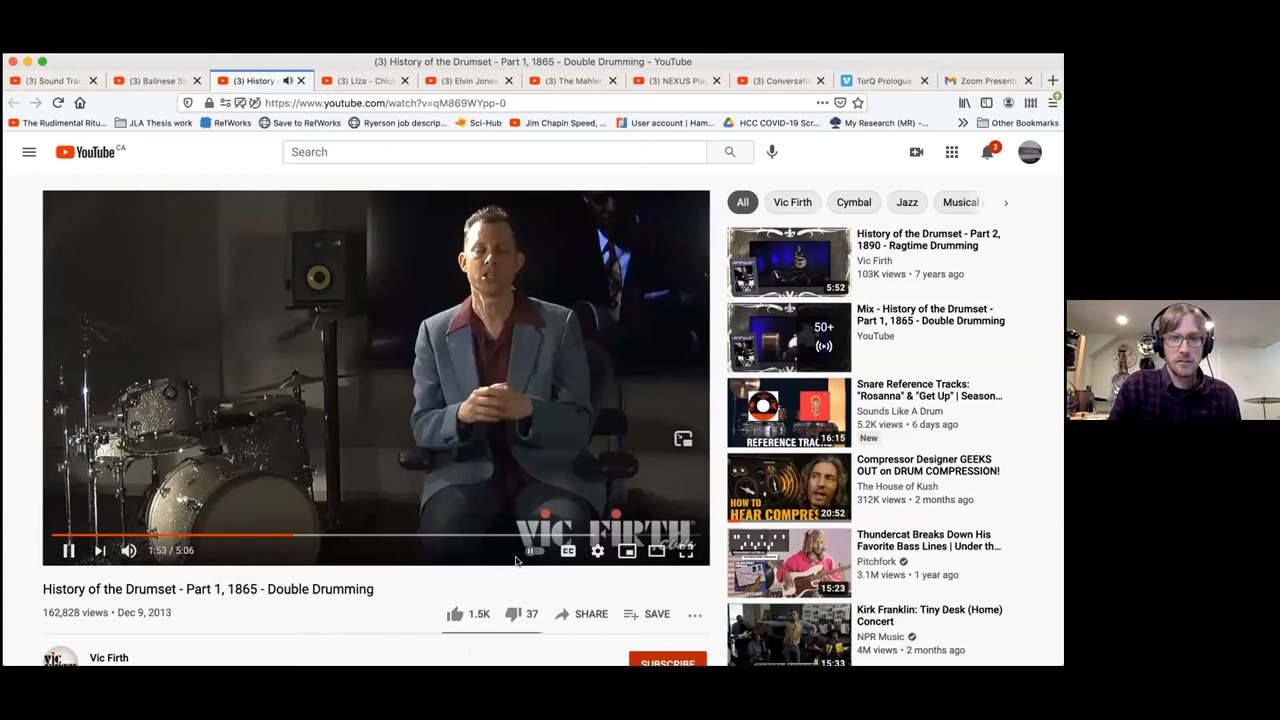 (3) History of the Drumset - Part 1, 1865 - Double Drumming - YouTube
(3) Sound Tra
(3) Balinese S
(3) History
(3) Liza - Chic
(3) Elvin Jones
(3) The Mahler
(3) NEXUS Pl
(3) Conversati
TorQ Prologue
Zoom Present
https://www.youtube.com/watch?v=qM869WYpp-0
The Rudimental Ritu...
JLA Thesis work
RefWorks
Save to RefWorks
Ryerson job descrip...
Sci-Hub
Jim Chapin Speed, ...
User account | Ham...
HCC COVID-19 Scr...
My Research (MR) - ...
Other Bookmarks
YouTube CA
Search
3
All
Vic Firth
Cymbal
Jazz
Musical
History of the Drumset - Part 2,
1890 - Ragtime Drumming
Vic Firth
103K views • 7 years ago
5:52
Mix - History of the Drumset -
Part 1, 1865 - Double Drumming
YouTube
50+
Snare Reference Tracks:
"Rosanna" & "Get Up" | Season...
Sounds Like A Drum
5.2K views • 6 days ago
New
REFERENCE TRACKS
16:15
Compressor Designer GEEKS
OUT on DRUM COMPRESSION!
The House of Kush
312K views • 2 months ago
HOW TO
HEAR COMPRES
20:52
Thundercat Breaks Down His
Favorite Bass Lines | Under th...
Pitchfork
3.1M views • 1 year ago
15:23
Kirk Franklin: Tiny Desk (Home)
Concert
NPR Music
4M views • 2 months ago
15:33
VIC FIRTH
.com
1:53 / 5:06
CC
History of the Drumset - Part 1, 1865 - Double Drumming
162,828 views • Dec 9, 2013
1.5K
37
SHARE
SAVE
Vic Firth
SUBSCRIBE